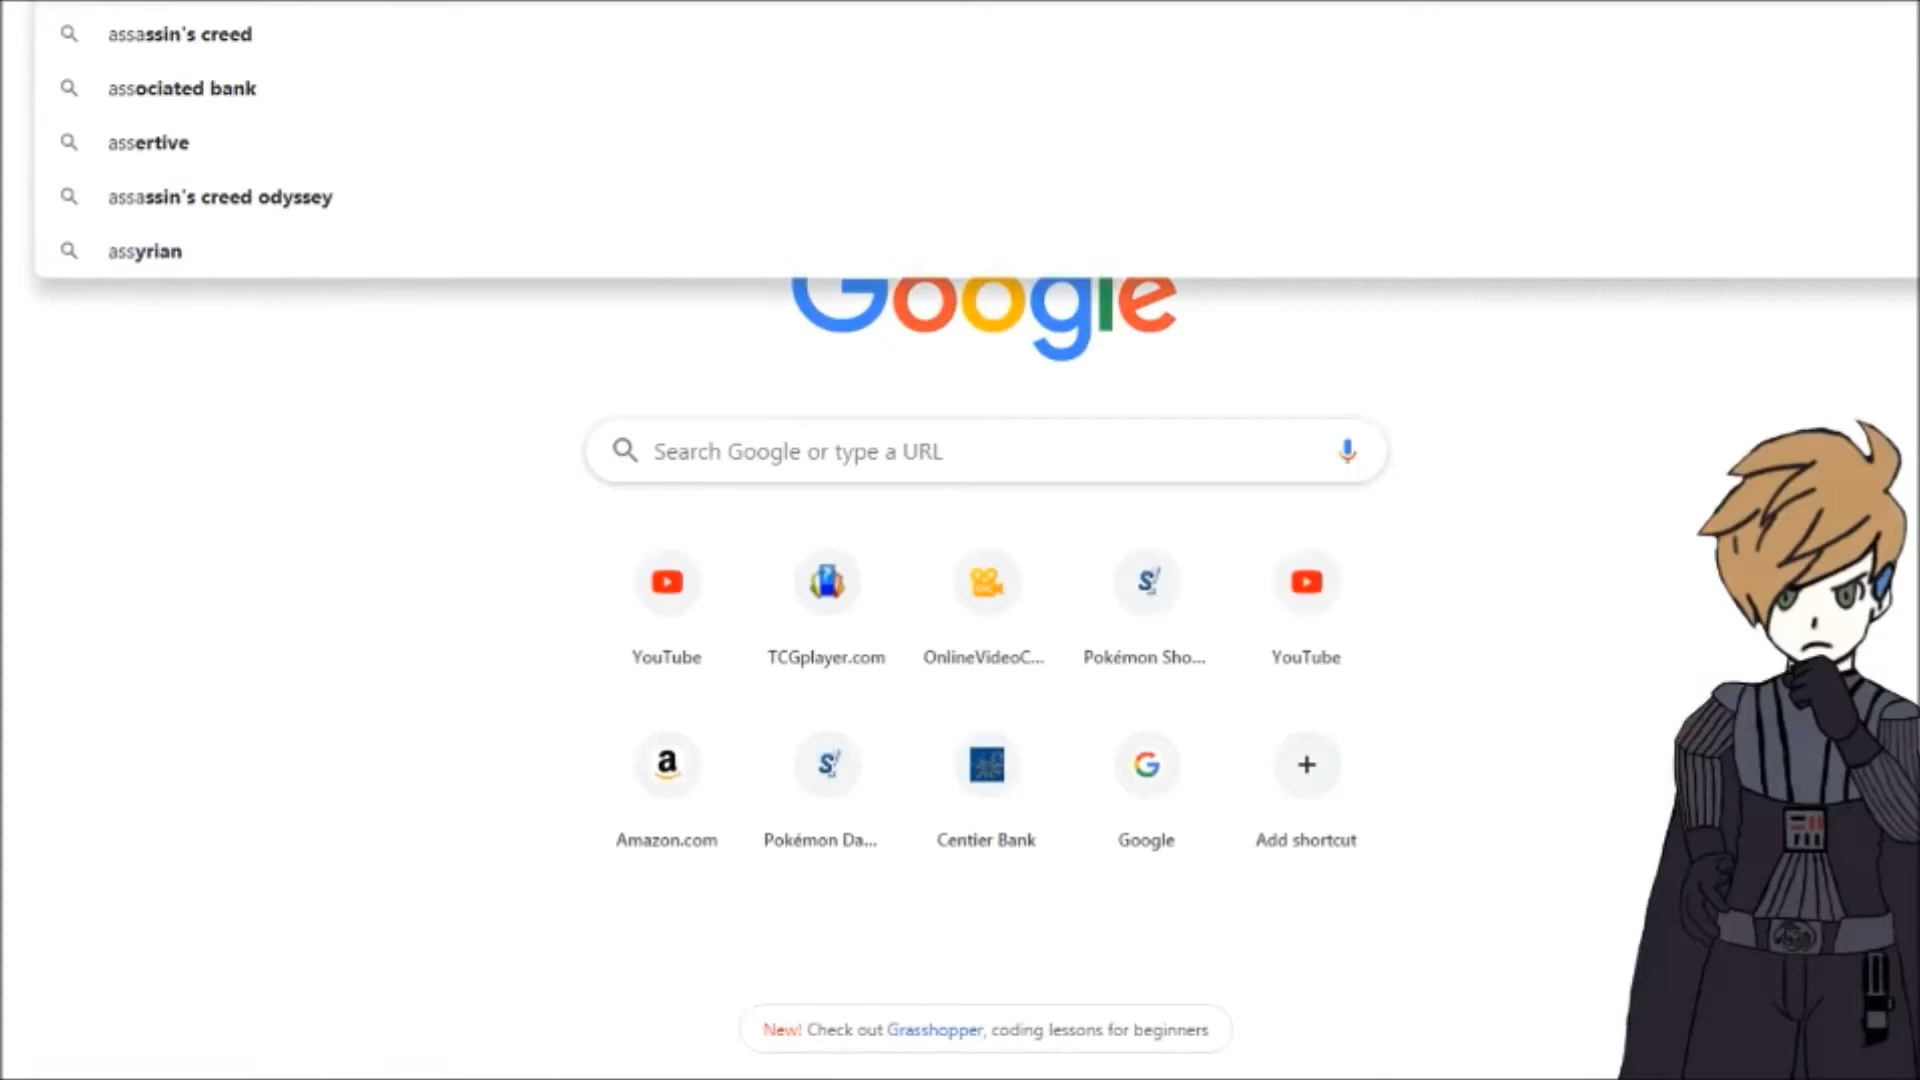 assassin's creed
associated bank
assertive
assassin's creed odyssey
assyrian
Google
Search Google or type a URL
YouTube
TCGplayer.com
OnlineVideoC...
Pokémon Sho...
YouTube
Amazon.com
Pokémon Da...
Centier Bank
Google
Add shortcut
New! Check out Grasshopper, coding lessons for beginners